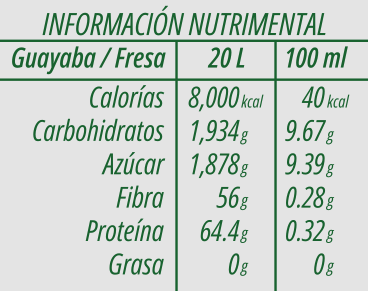 INFORMACIÓN NUTRIMENTAL
Guayaba / Fresa 20 L 100 ml
Calorías 8,000 kcal 40 kcal
Carbohidratos 1,934 g 9.67 g
Azúcar 1,878 g 9.39 g
Fibra 56 g 0.28 g
Proteína 64.4 g 0.32 g
Grasa 0 g 0 g